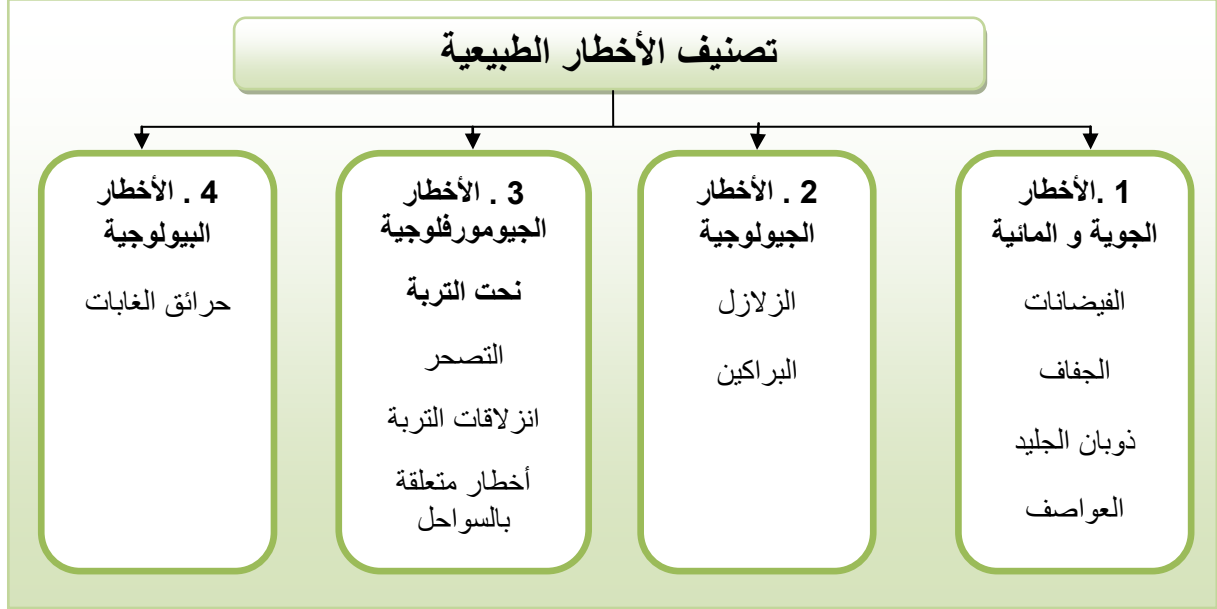 تصنيف الأخطار الطبيعية
1 .الأخطار
الجوية و المائية
الفيضانات
الجفاف
ذوبان الجليد
العواصف
2 . الأخطار
الجيولوجية
الزلازل
البراكين
3 . الأخطار
الجيومورفلوجية
نحت التربة
التصحر
انزلاقات التربة
أخطار متعلقة
بالسواحل
4 . الأخطار
البيولوجية
حرائق الغابات